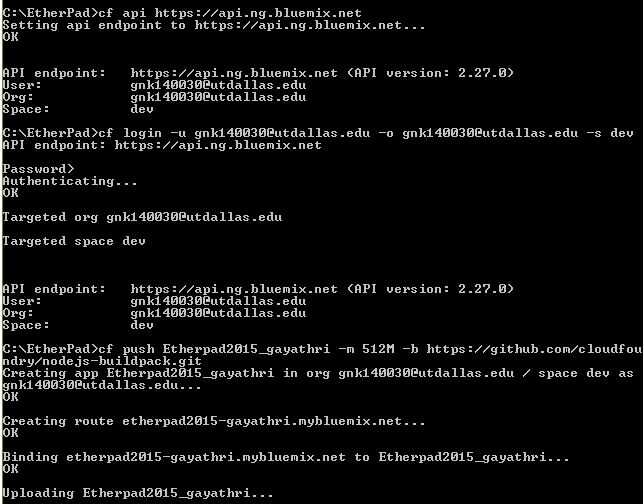 C:\EtherPad>cf api https://api.ng.bluemix.net
Setting api endpoint to https://api.ng.bluemix.net...
OK
API endpoint:   https://api.ng.bluemix.net (API version: 2.27.0)
User:           gnk140030@utdallas.edu
Org:            gnk140030@utdallas.edu
Space:          dev
C:\EtherPad>cf login -u gnk140030@utdallas.edu -o gnk140030@utdallas.edu -s dev
API endpoint: https://api.ng.bluemix.net
Password>
Authenticating...
OK
Targeted org gnk140030@utdallas.edu
Targeted space dev
API endpoint:   https://api.ng.bluemix.net (API version: 2.27.0)
User:           gnk140030@utdallas.edu
Org:            gnk140030@utdallas.edu
Space:          dev
C:\EtherPad>cf push Etherpad2015_gayathri -m 512M -b https://github.com/cloudfou
ndry/nodejs-buildpack.git
Creating app Etherpad2015_gayathri in org gnk140030@utdallas.edu / space dev as
gnk140030@utdallas.edu...
OK
Creating route etherpad2015-gayathri.mybluemix.net...
OK
Binding etherpad2015-gayathri.mybluemix.net to Etherpad2015_gayathri...
OK
Uploading Etherpad2015_gayathri...